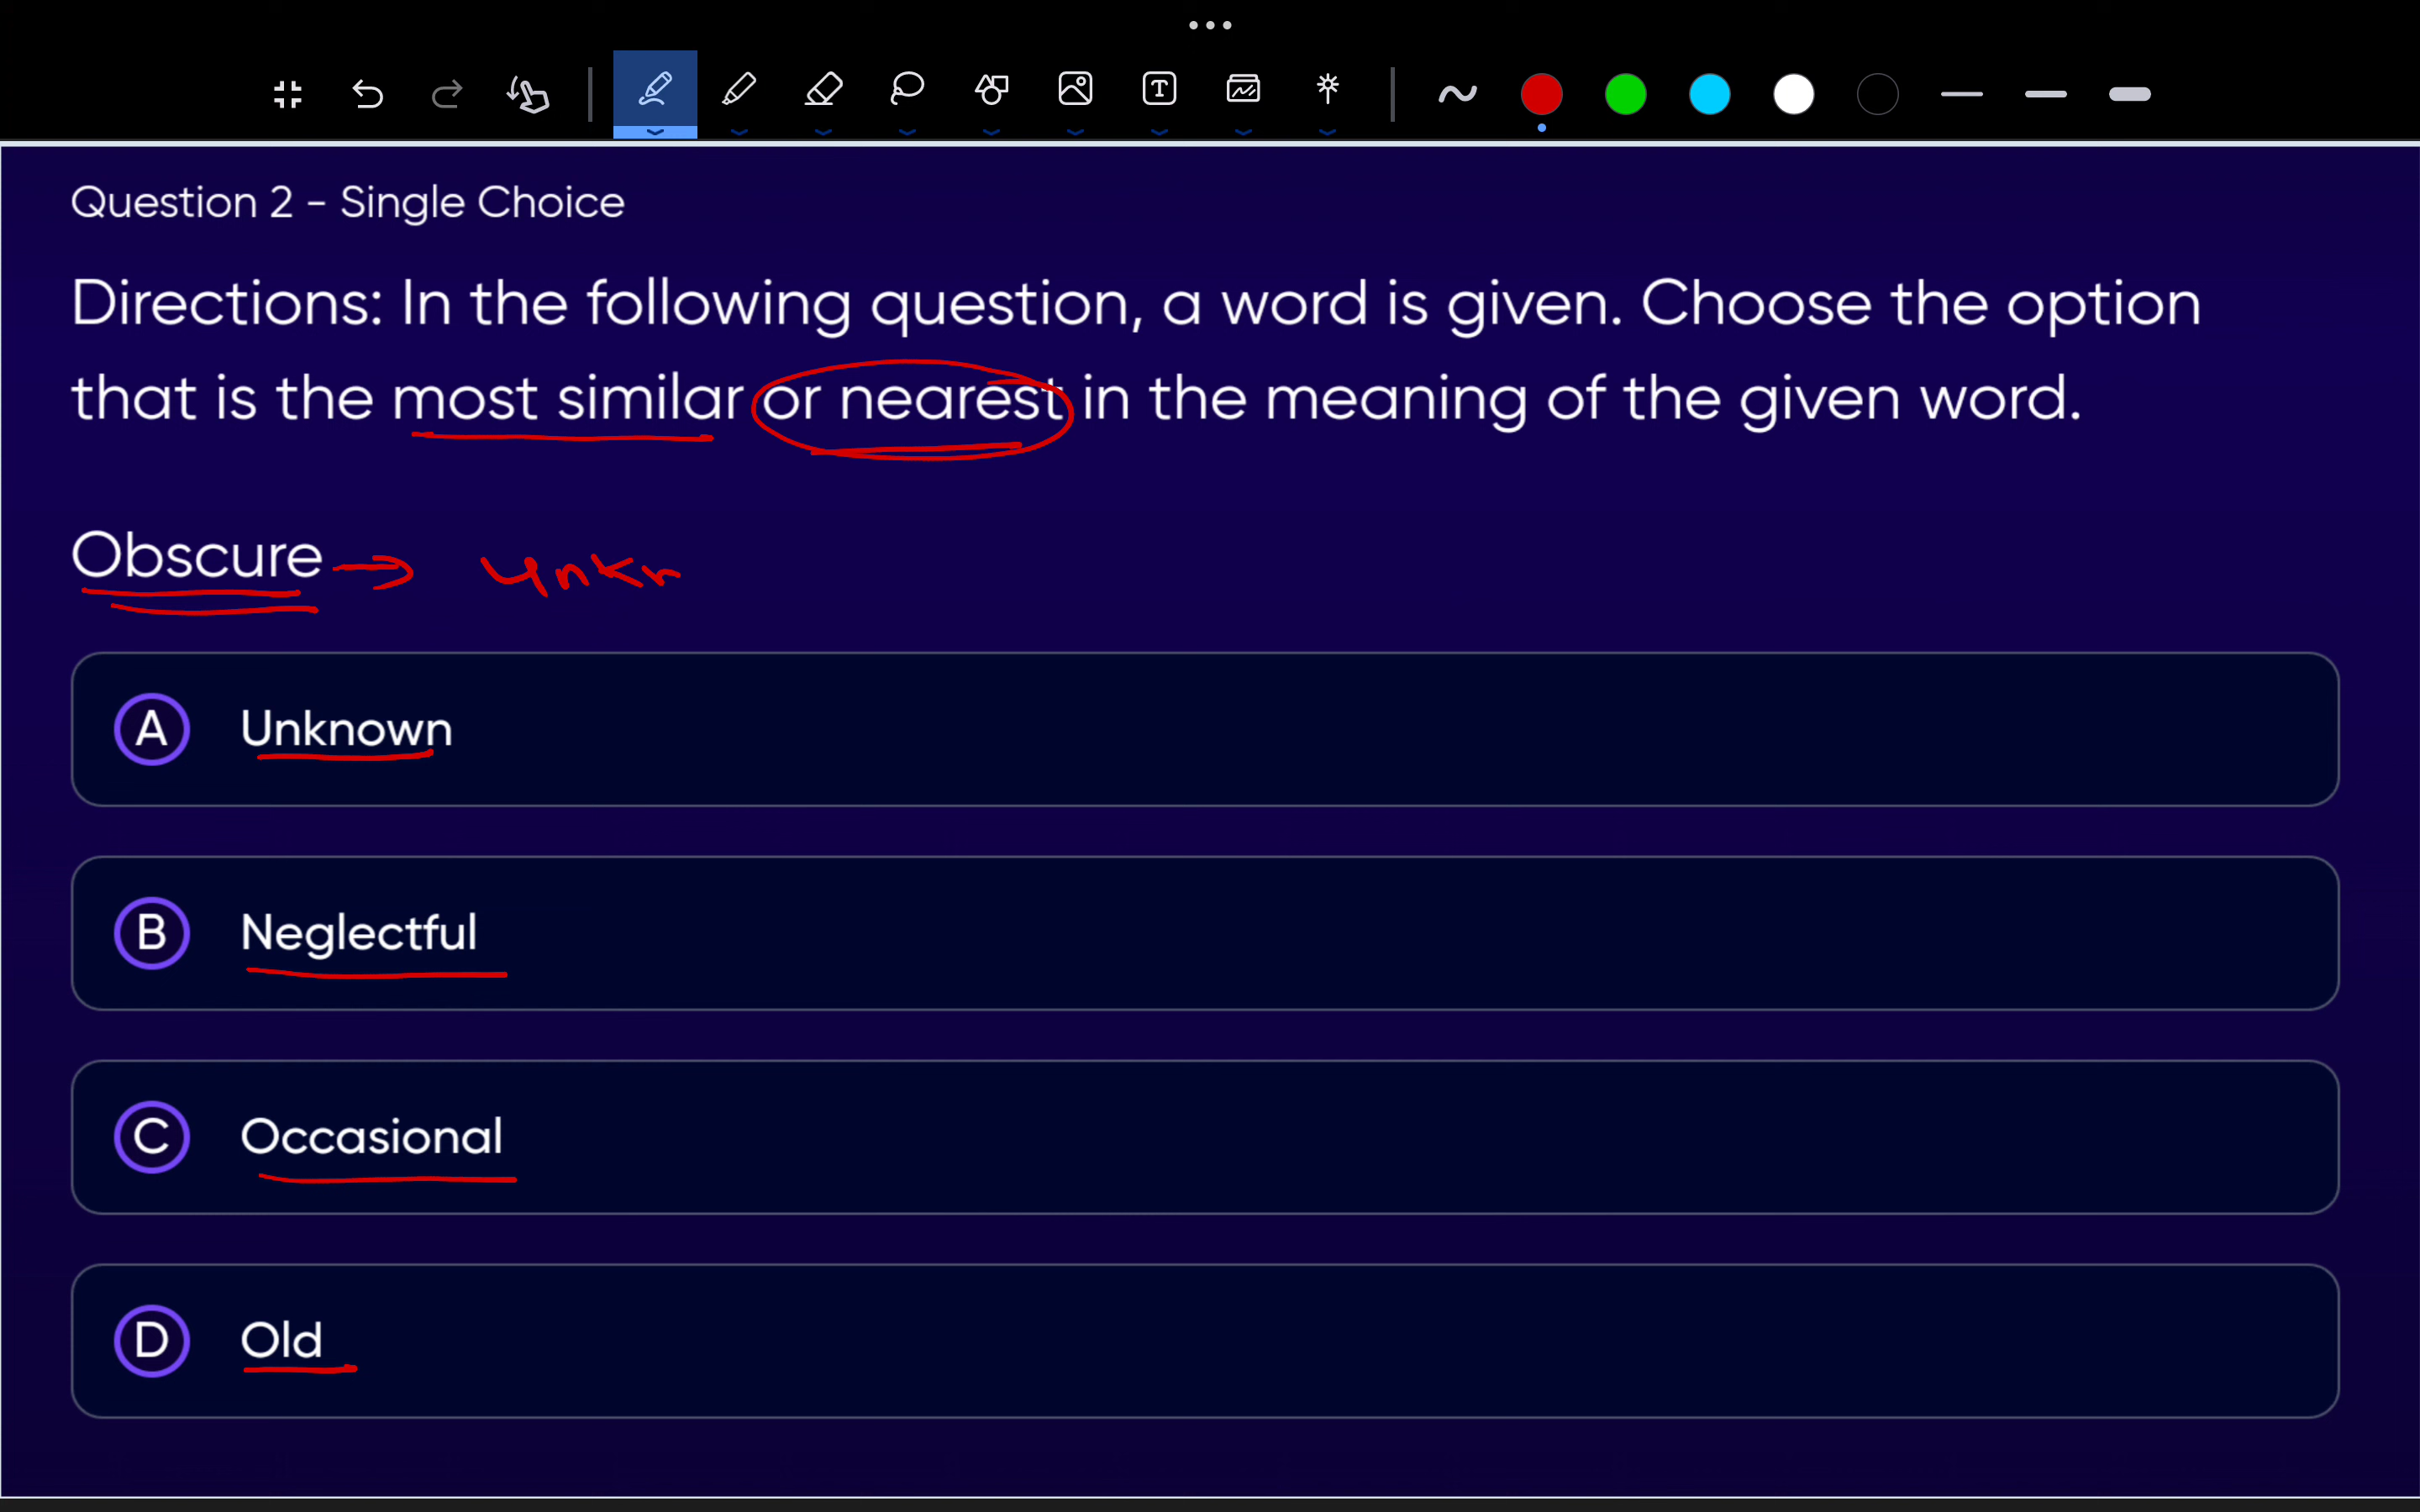 Question 2 - Single Choice
Directions: In the following question, a word is given. Choose the option
that is the most similar or nearest in the meaning of the given word.
Obscure → unkn
A Unknown
B Neglectful
C Occasional
D Old